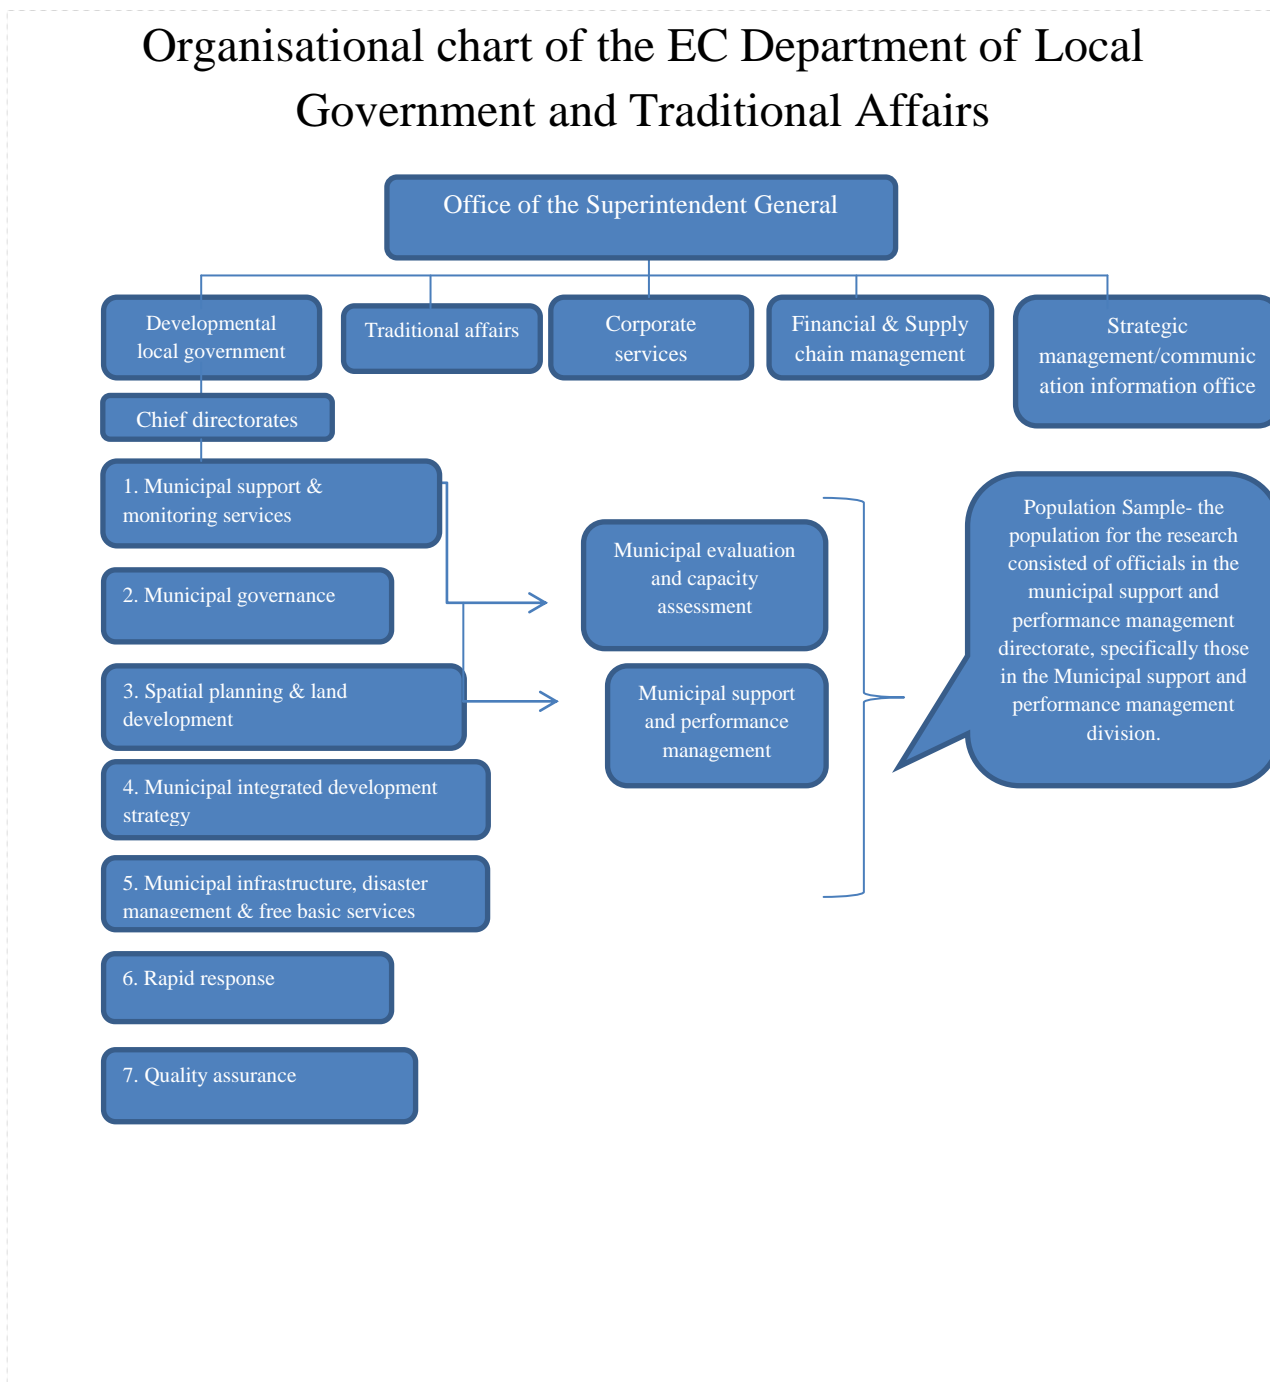 Organisational chart of the EC Department of Local
Government and Traditional Affairs
Office of the Superintendent General
Developmental
local government
Traditional affairs
Corporate
services
Financial & Supply
chain management
Strategic
management/communic
ation information office
Chief directorates
1. Municipal support &
monitoring services
2. Municipal governance
3. Spatial planning & land
development
4. Municipal integrated development
strategy
5. Municipal infrastructure, disaster
management & free basic services
6. Rapid response
7. Quality assurance
Municipal evaluation
and capacity
assessment
Municipal support
and performance
management
Population Sample- the
population for the research
consisted of officials in the
municipal support and
performance management
directorate, specifically those
in the Municipal support and
performance management
division.